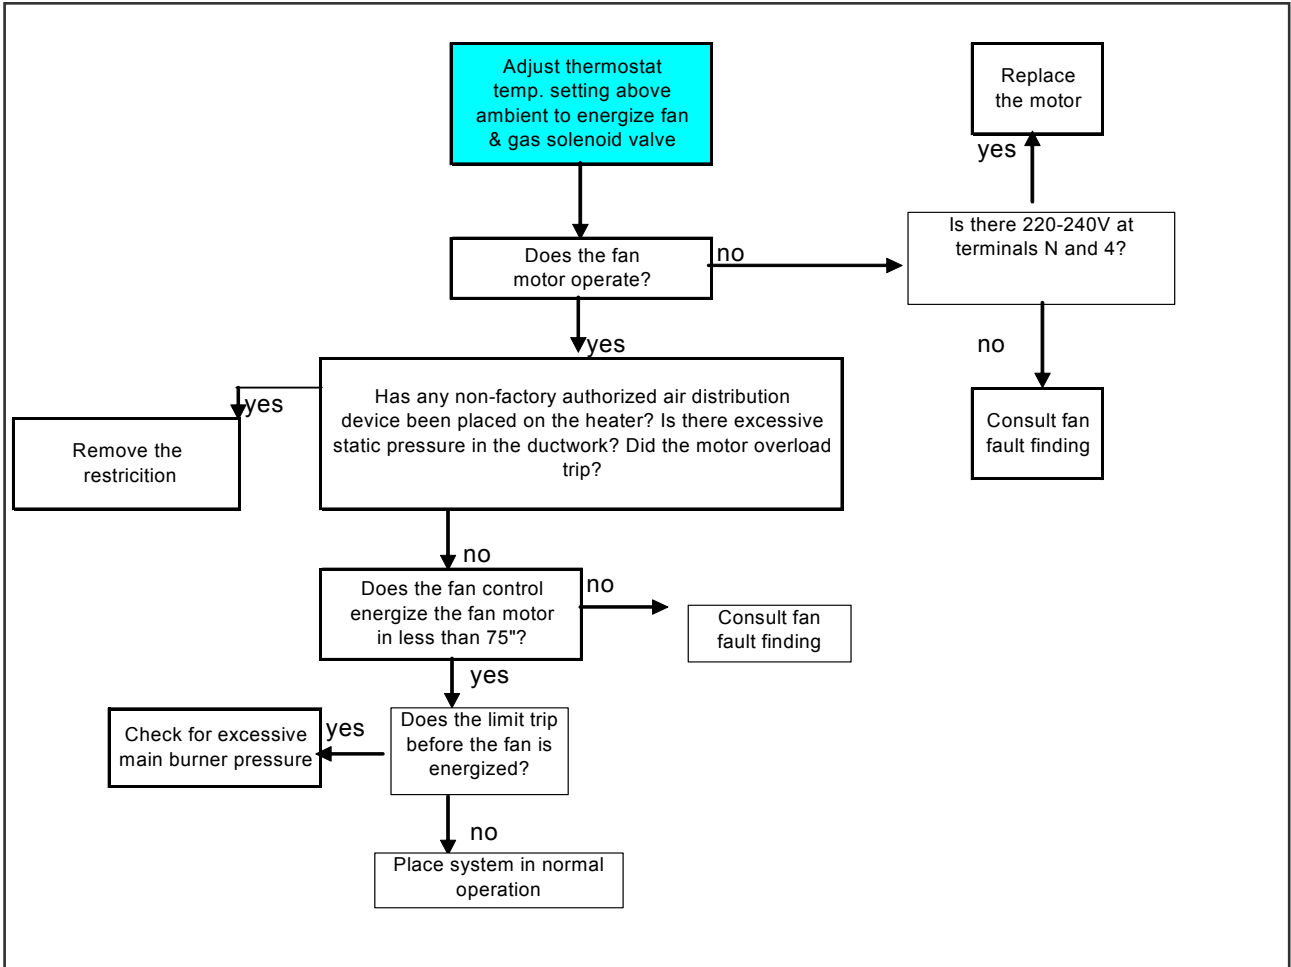 Adjust thermostat
temp. setting above
ambient to energize fan
& gas solenoid valve
Replace
the motor
yes
Is there 220-240V at
terminals N and 4?
Does the fan
motor operate?
no
no
yes
Consult fan
fault finding
Has any non-factory authorized air distribution
device been placed on the heater? Is there excessive
static pressure in the ductwork? Did the motor overload
trip?
yes
Remove the
restricition
no
Does the fan control
energize the fan motor
in less than 75"?
no
Consult fan
fault finding
yes
Does the limit trip
before the fan is
energized?
yes
Check for excessive
main burner pressure
no
Place system in normal
operation